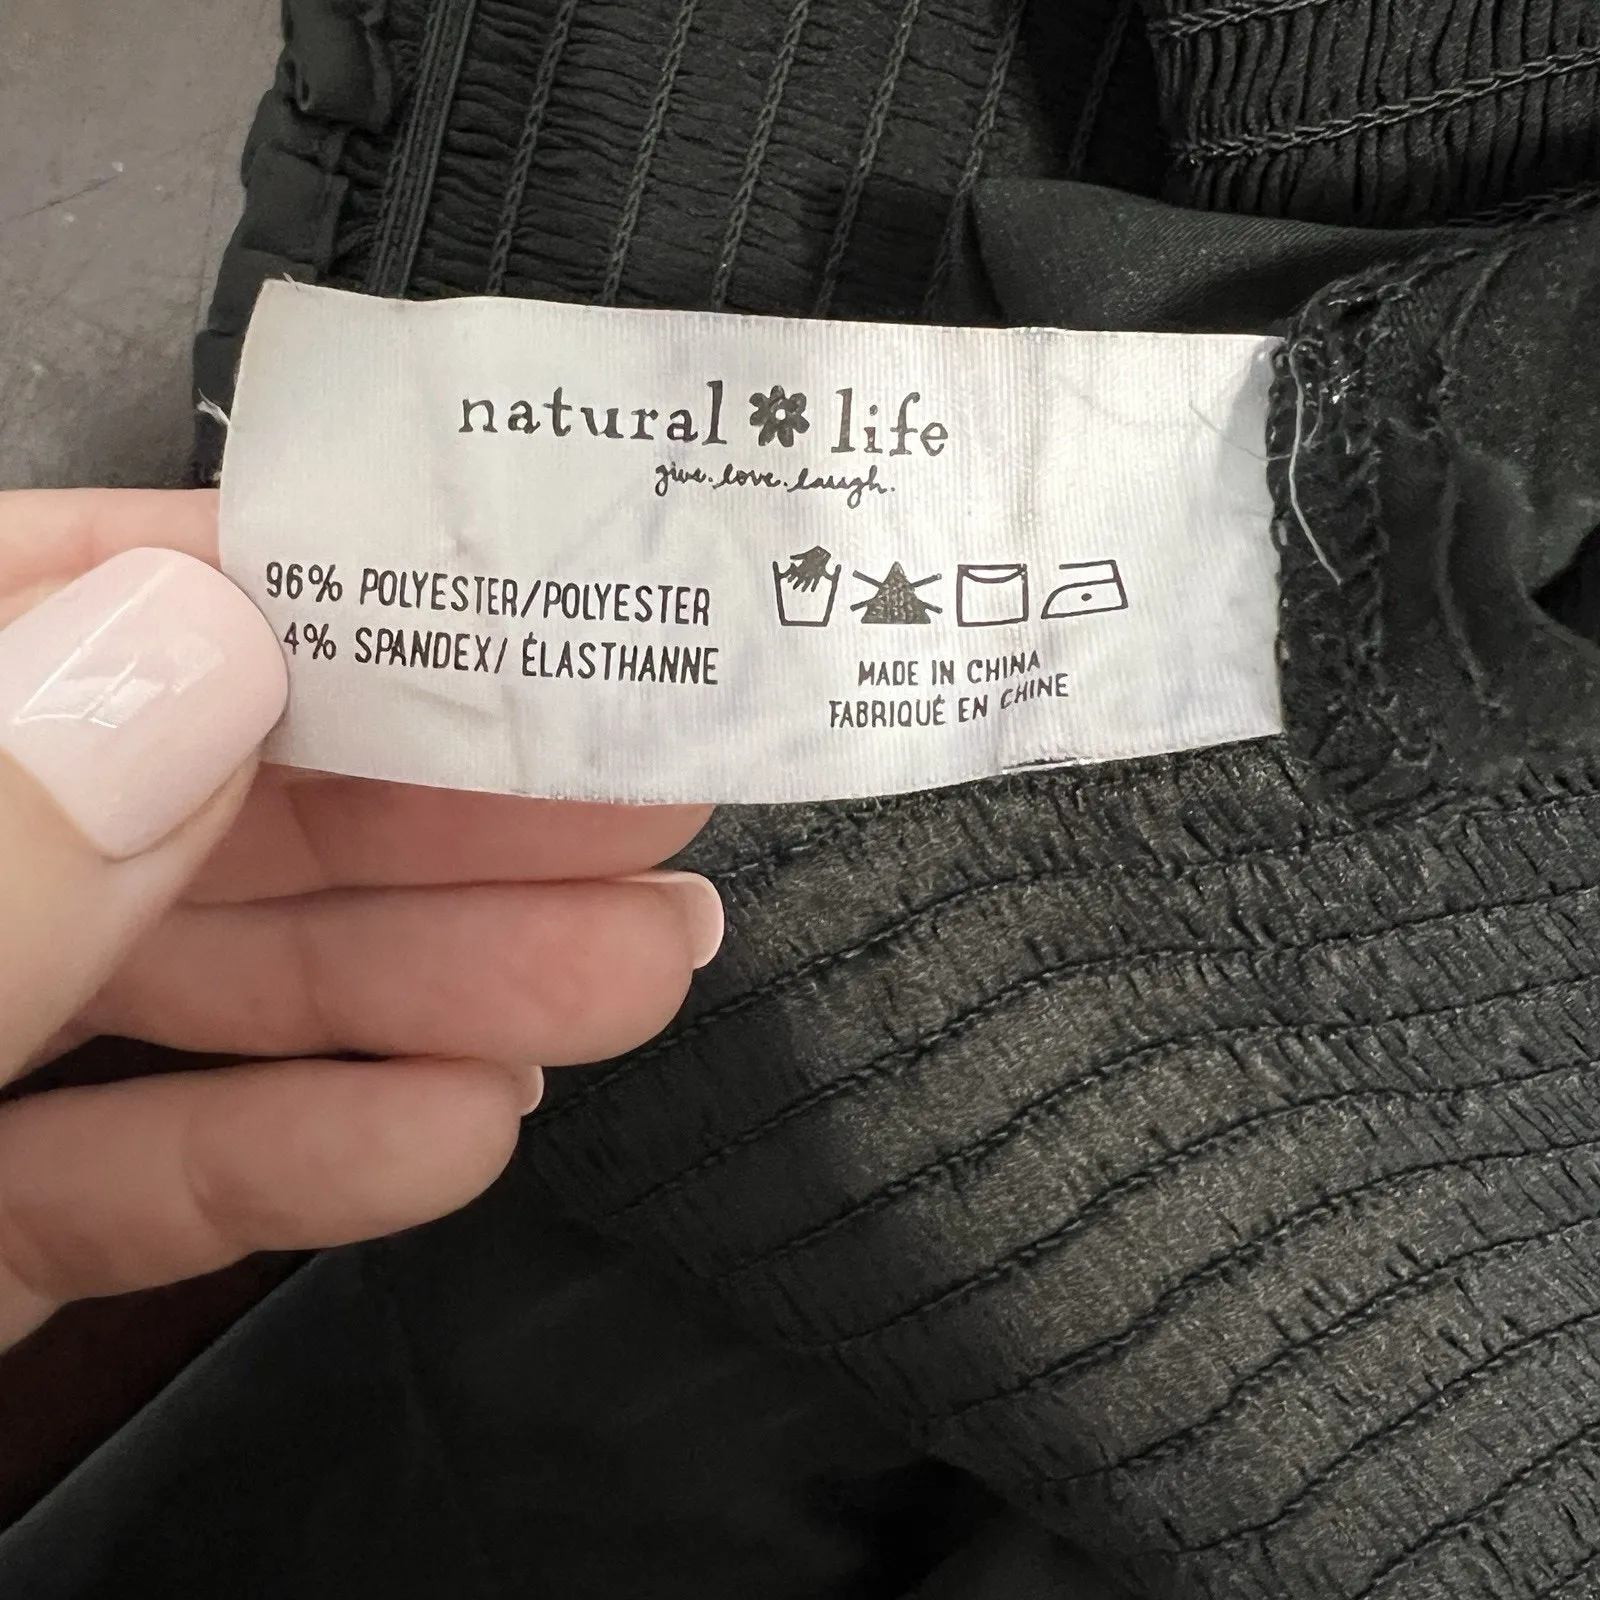 natural life
give.love.laugh.
96% POLYESTER/POLYESTER
4% SPANDEX/ ÉLASTHANNE
MADE IN CHINA
FABRIQUÉ EN CHINE